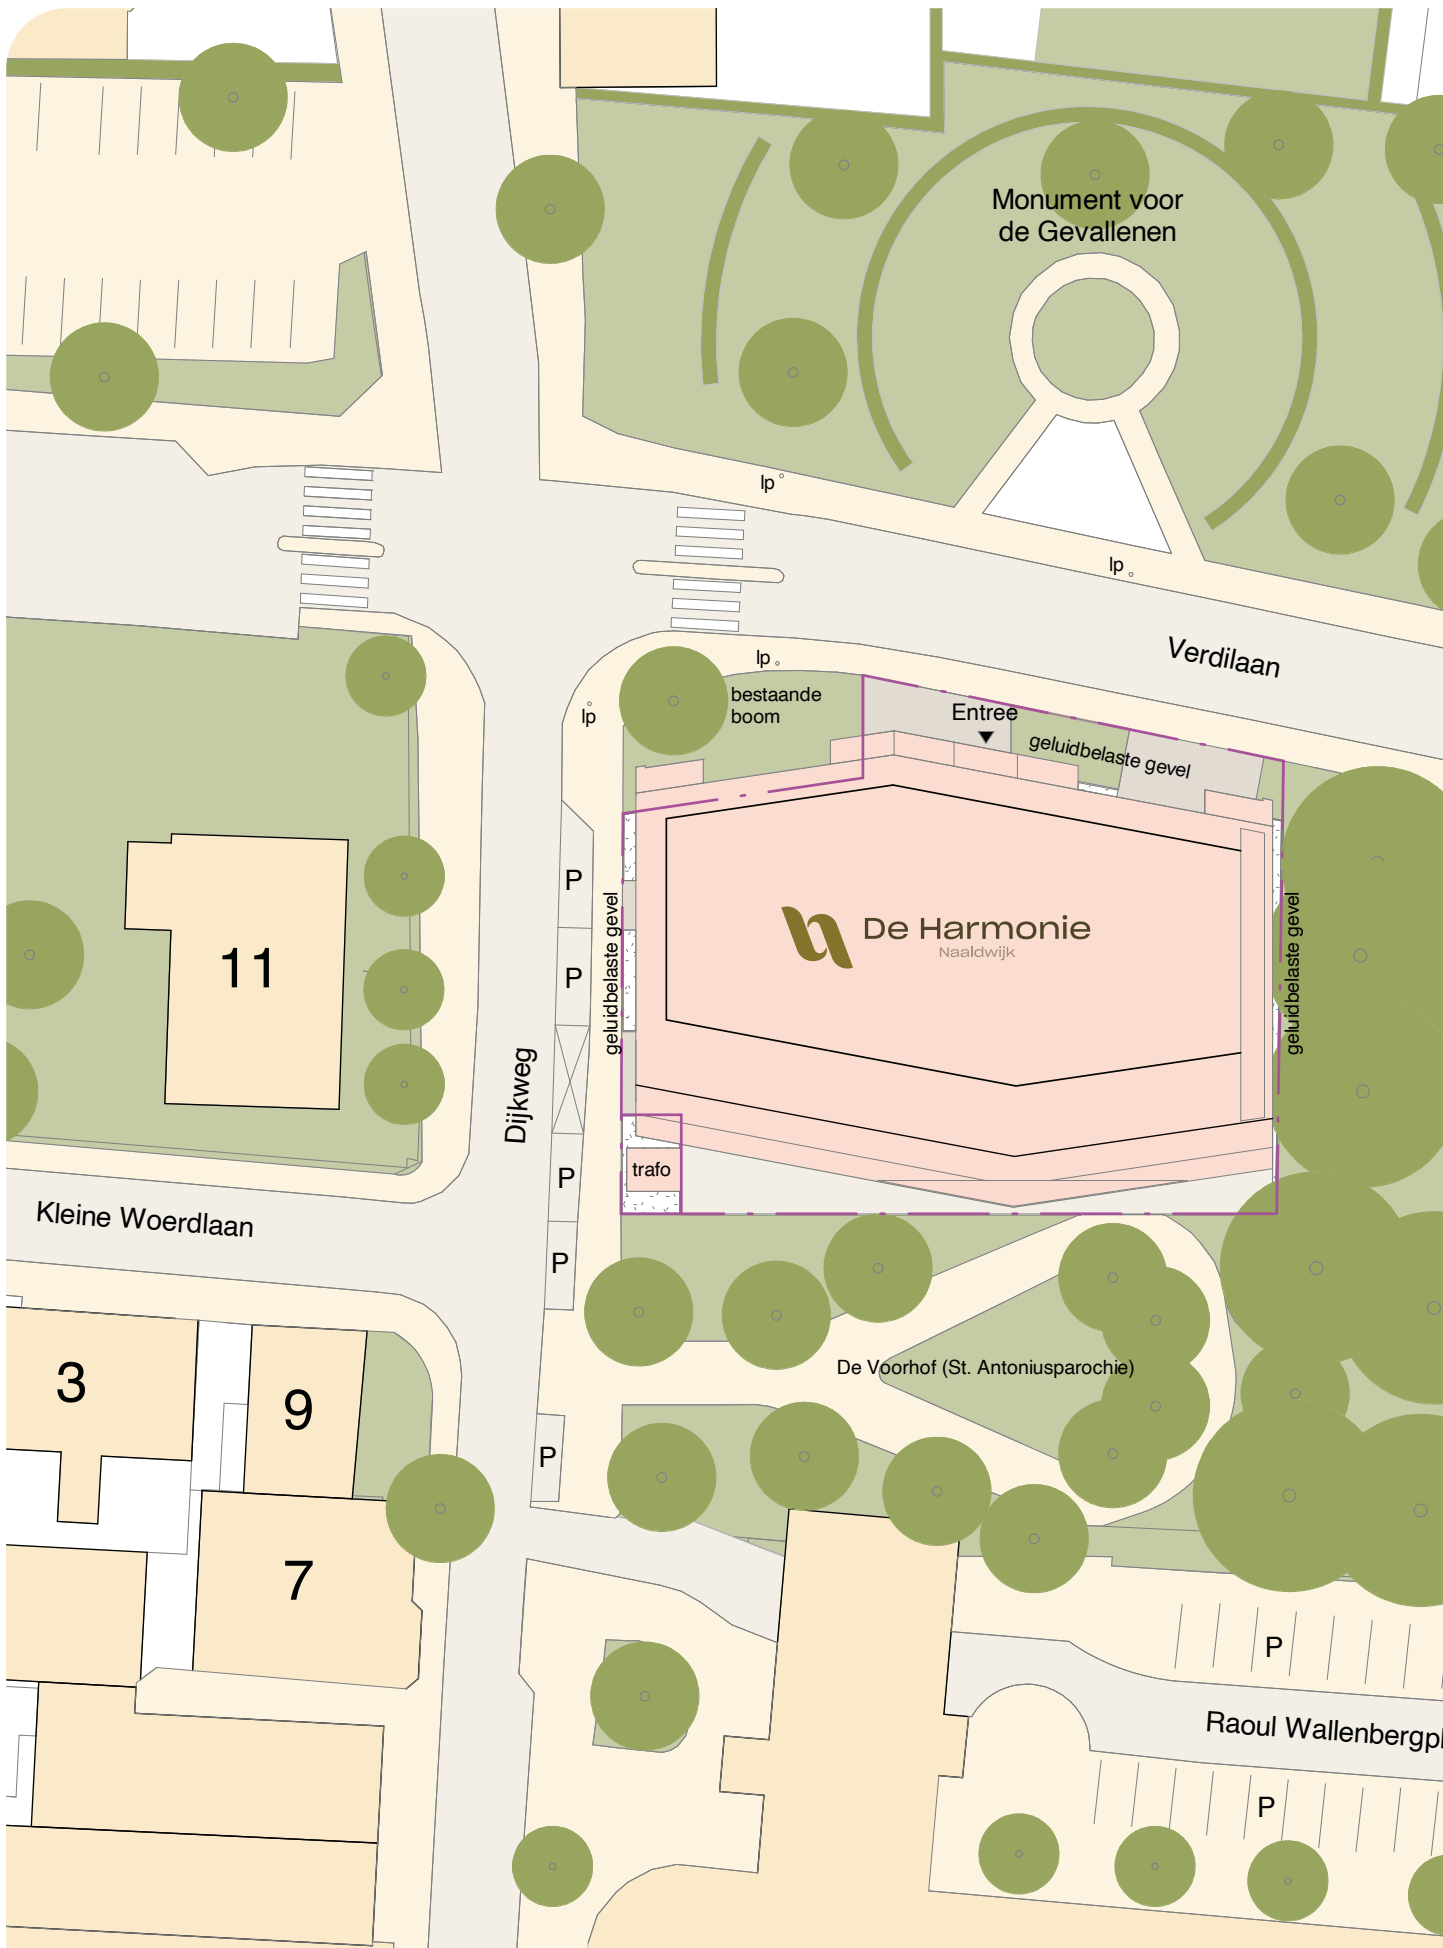 Monument voor
de Gevallenen
lp
lp
Verdilaan
lp
lp
bestaande
boom
Entree
geluidbelaste gevel
P
P
geluidbelaste gevel
De Harmonie
Naaldwijk
geluidbelaste gevel
11
Dijkweg
trafo
P
Kleine Woerdlaan
P
3
9
De Voorhof (St. Antoniusparochie)
P
7
P
Raoul Wallenbergpl
P